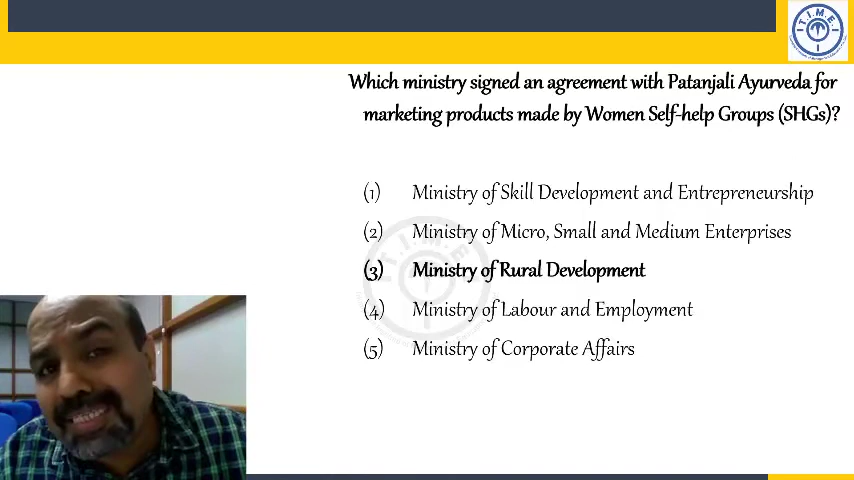 T.I.M.E.
Which ministry signed an agreement with Patanjali Ayurveda for
marketing products made by Women Self-help Groups (SHGs)?
(1) Ministry of Skill Development and Entrepreneurship
(2) Ministry of Micro, Small and Medium Enterprises
(3) Ministry of Rural Development
(4) Ministry of Labour and Employment
(5) Ministry of Corporate Affairs